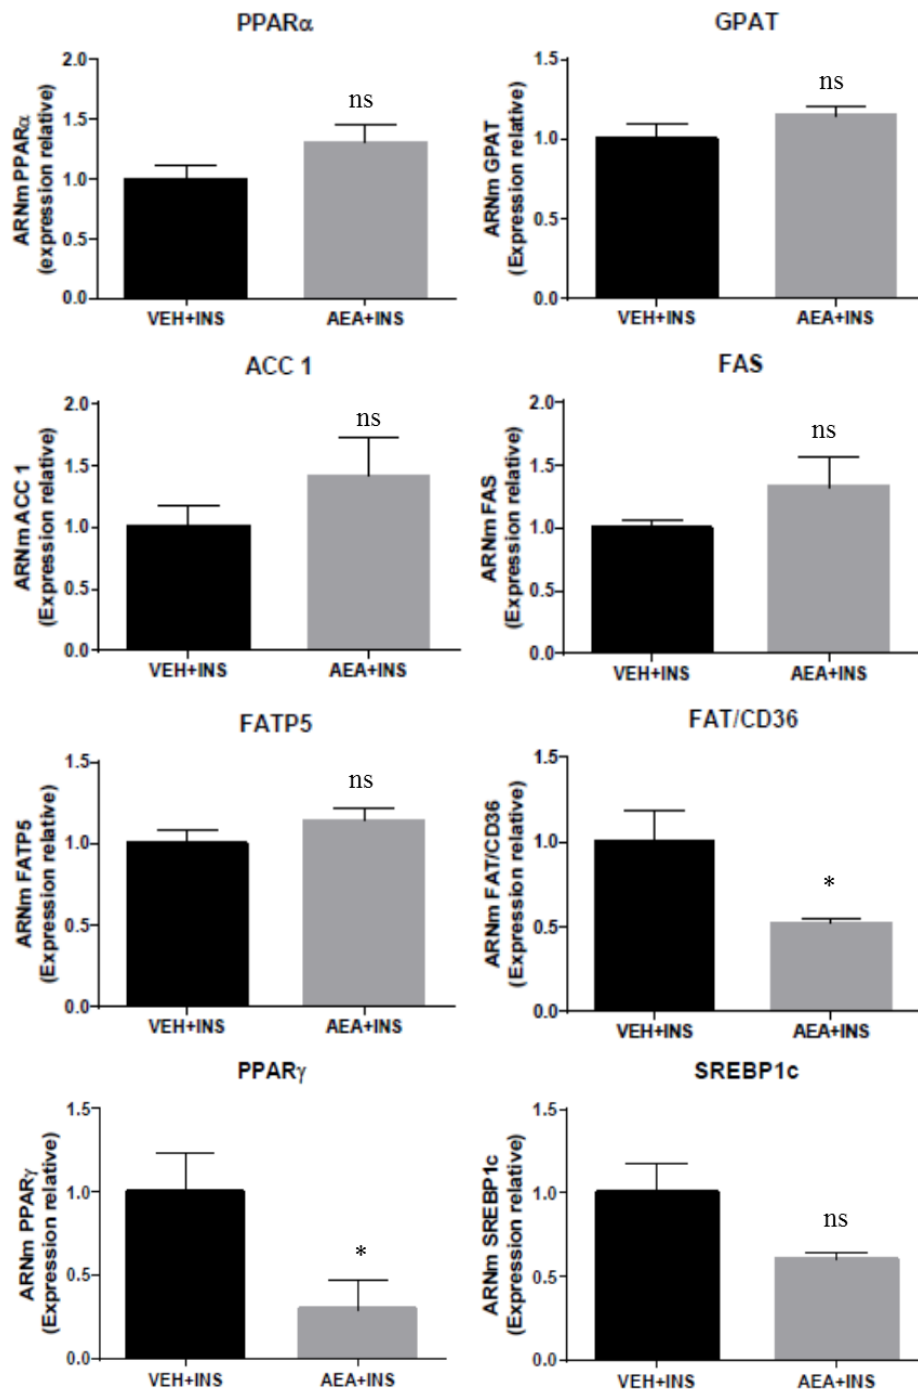 PPARα
ARNm PPARα
(expression relative)
2.0
1.5
1.0
0.5
0.0
ns
VEH+INS
AEA+INS
GPAT
ARNm GPAT
(Expression relative)
1.5
1.0
0.5
0.0
ns
VEH+INS
AEA+INS
ACC 1
ARNm ACC 1
(Expression relative)
2.0
1.5
1.0
0.5
0.0
ns
VEH+INS
AEA+INS
FAS
ARNm FAS
(Expression relative)
2.0
1.5
1.0
0.5
0.0
ns
VEH+INS
AEA+INS
FATP5
ARNm FATP5
(Expression relative)
1.5
1.0
0.5
0.0
ns
VEH+INS
AEA+INS
FAT/CD36
ARNm FAT/CD36
(Expression relative)
1.5
1.0
0.5
0.0
*
VEH+INS
AEA+INS
PPARγ
ARNm PPARγ
(Expression relative)
1.5
1.0
0.5
0.0
*
VEH+INS
AEA+INS
SREBP1c
ARNm SREBP1c
(Expression relative)
1.5
1.0
0.5
0.0
ns
VEH+INS
AEA+INS